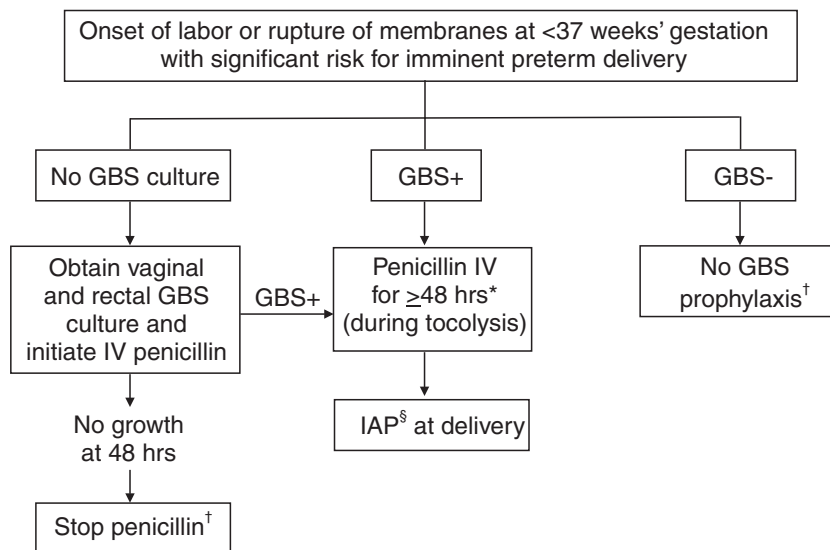 Onset of labor or rupture of membranes at <37 weeks' gestation
with significant risk for imminent preterm delivery
No GBS culture
GBS+
GBS-
Obtain vaginal
and rectal GBS
culture and
initiate IV penicillin
GBS+
Penicillin IV
for ≥48 hrs*
(during tocolysis)
No GBS
prophylaxis†
No growth
at 48 hrs
IAP§ at delivery
Stop penicillin†